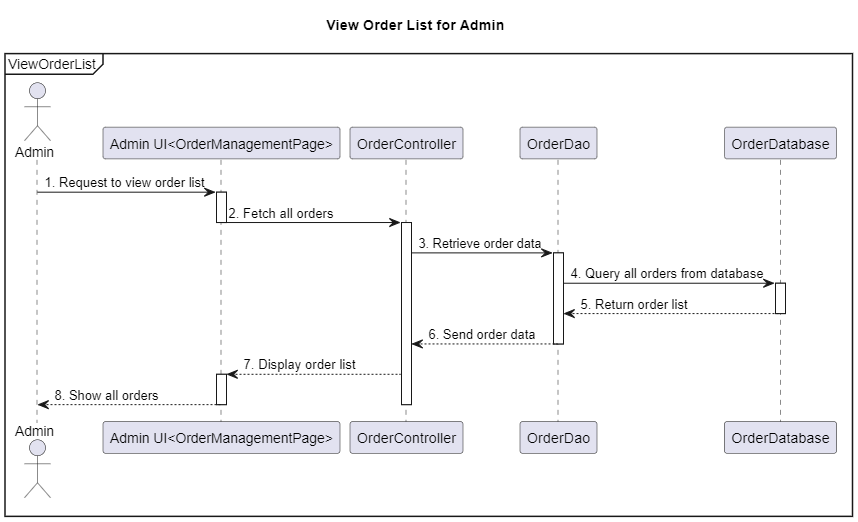 View Order List for Admin
ViewOrderList
Admin
Admin UI<OrderManagementPage>
OrderController
OrderDao
OrderDatabase
1. Request to view order list
2. Fetch all orders
3. Retrieve order data
4. Query all orders from database
5. Return order list
6. Send order data
7. Display order list
8. Show all orders
Admin
Admin UI<OrderManagementPage>
OrderController
OrderDao
OrderDatabase